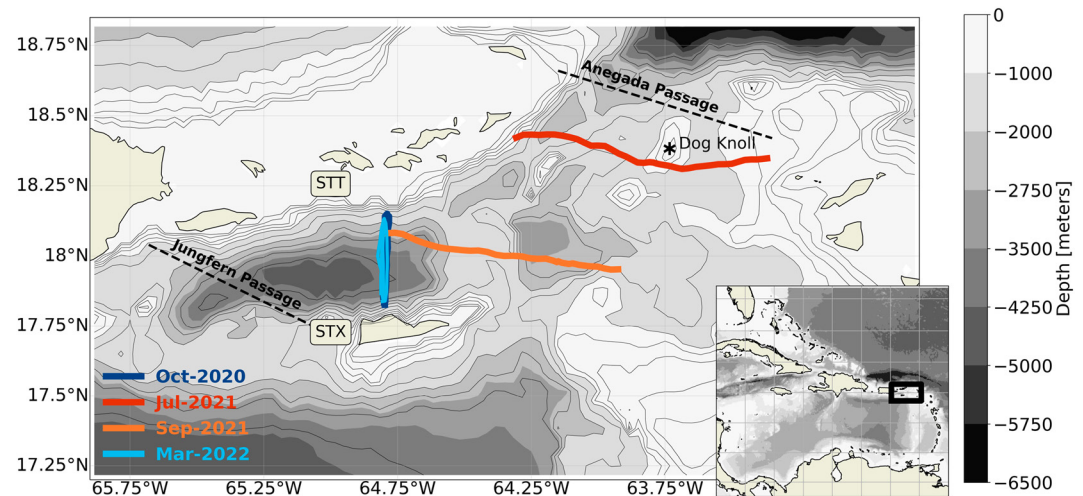 18.75°N
18.5°N
18.25°N
18°N
17.75°N
17.5°N
17.25°N
65.75°W
65.25°W
64.75°W
64.25°W
63.75°W
Anegada Passage
Dog Knoll
STT
Jungfern Passage
STX
Oct-2020
Jul-2021
Sep-2021
Mar-2022
0
−1000
−2000
−2750
−3500
−4250
−5000
−5750
−6500
Depth [meters]